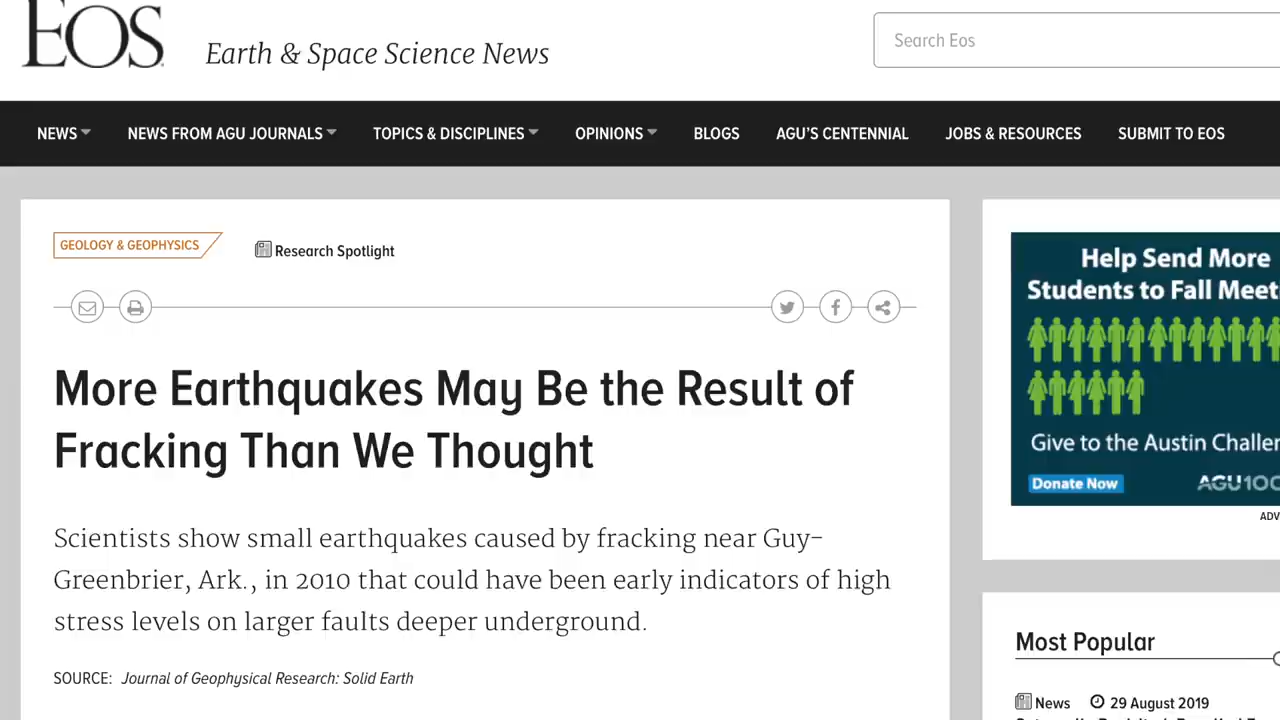 EOS
Earth & Space Science News
Search Eos
NEWS
NEWS FROM AGU JOURNALS
TOPICS & DISCIPLINES
OPINIONS
BLOGS
AGU'S CENTENNIAL
JOBS & RESOURCES
SUBMIT TO EOS
GEOLOGY & GEOPHYSICS
Research Spotlight
More Earthquakes May Be the Result of
Fracking Than We Thought
Scientists show small earthquakes caused by fracking near Guy-
Greenbrier, Ark., in 2010 that could have been early indicators of high
stress levels on larger faults deeper underground.
SOURCE: Journal of Geophysical Research: Solid Earth
Help Send More
Students to Fall Meet
Give to the Austin Challen
Donate Now
AGU100
ADV
Most Popular
News
29 August 2019